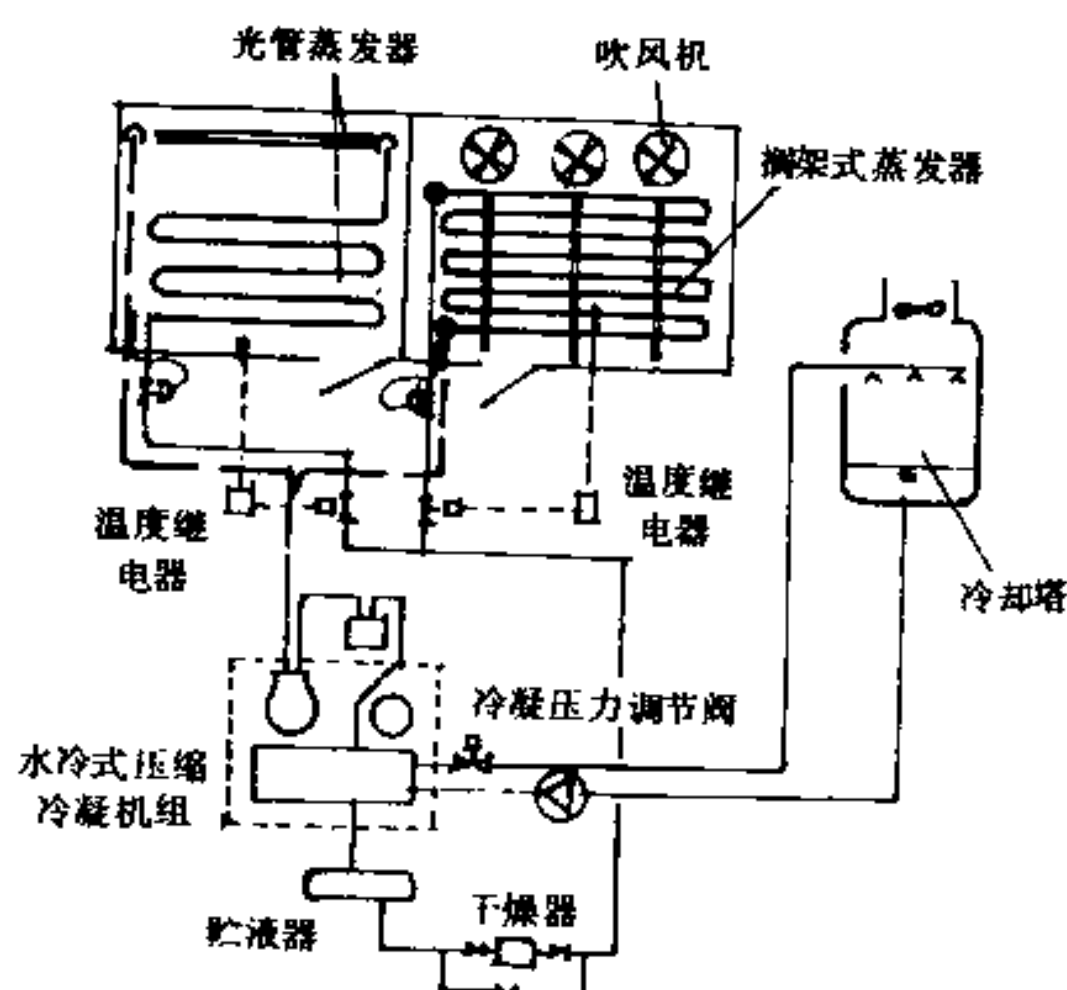 光管蒸发器
吹风机
搁架式蒸发器
温度继
电器
温度继
电器
冷却塔
冷凝压力调节阀
水冷式压缩
冷凝机组
贮液器
干燥器